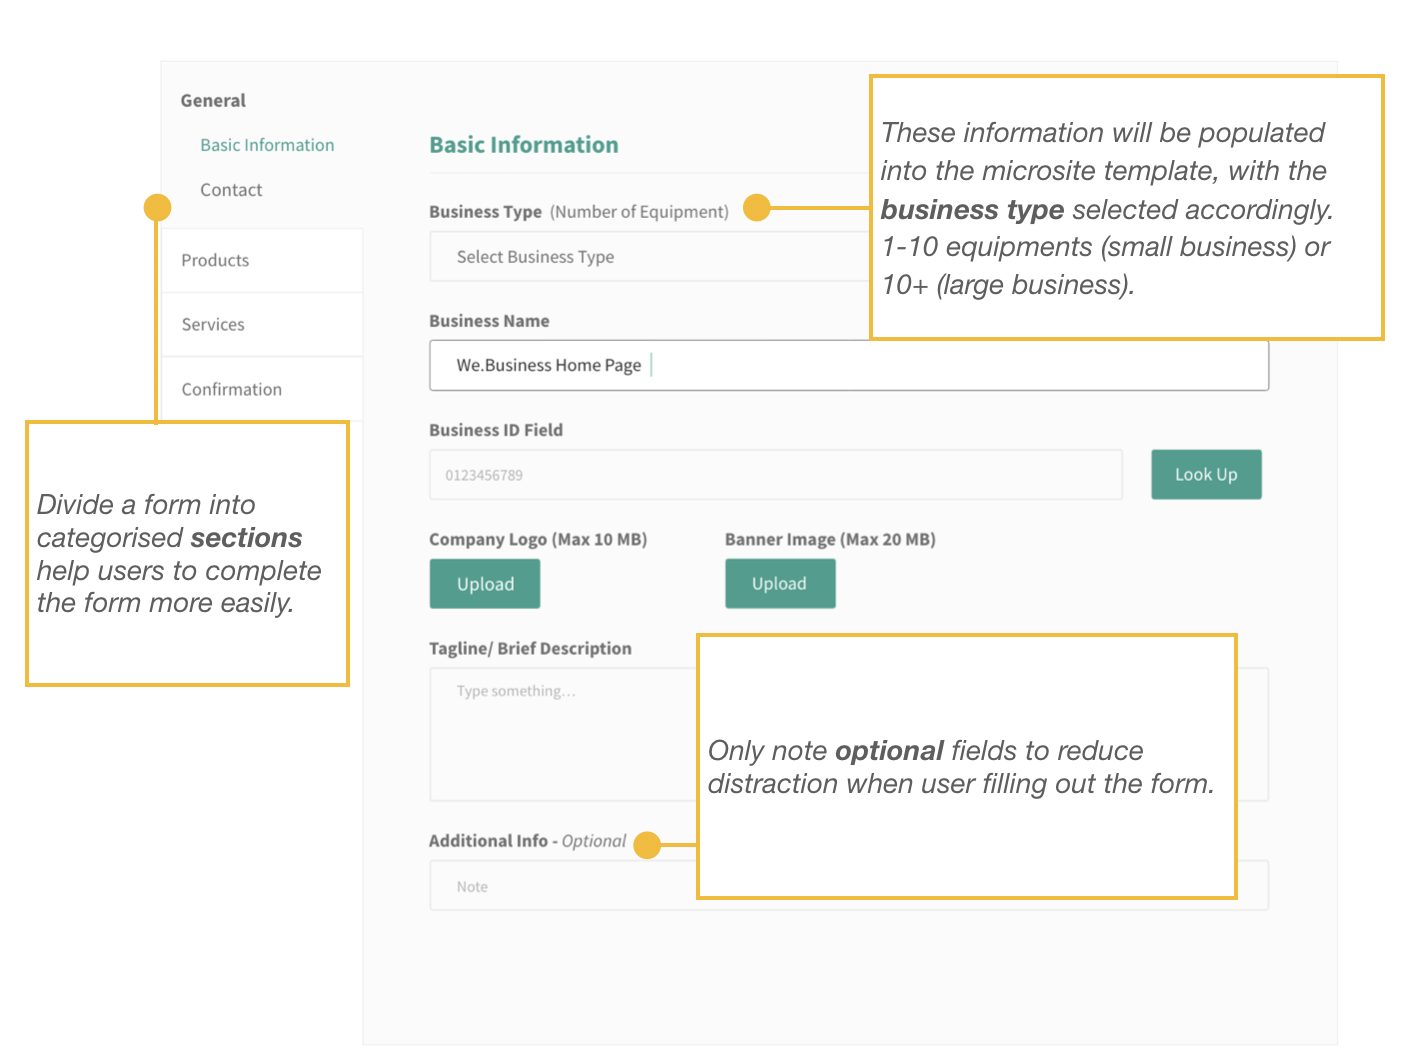 General
Basic Information
Contact
Products
Services
Confirmation
Divide a form into
categorised sections
help users to complete
the form more easily.
Basic Information
Business Type (Number of Equipment)
Select Business Type
These information will be populated
into the microsite template, with the
business type selected accordingly.
1-10 equipments (small business) or
10+ (large business).
Business Name
We.Business Home Page
Business ID Field
0123456789
Look Up
Company Logo (Max 10 MB)
Upload
Banner Image (Max 20 MB)
Upload
Tagline/ Brief Description
Type something...
Only note optional fields to reduce
distraction when user filling out the form.
Additional Info - Optional
Note